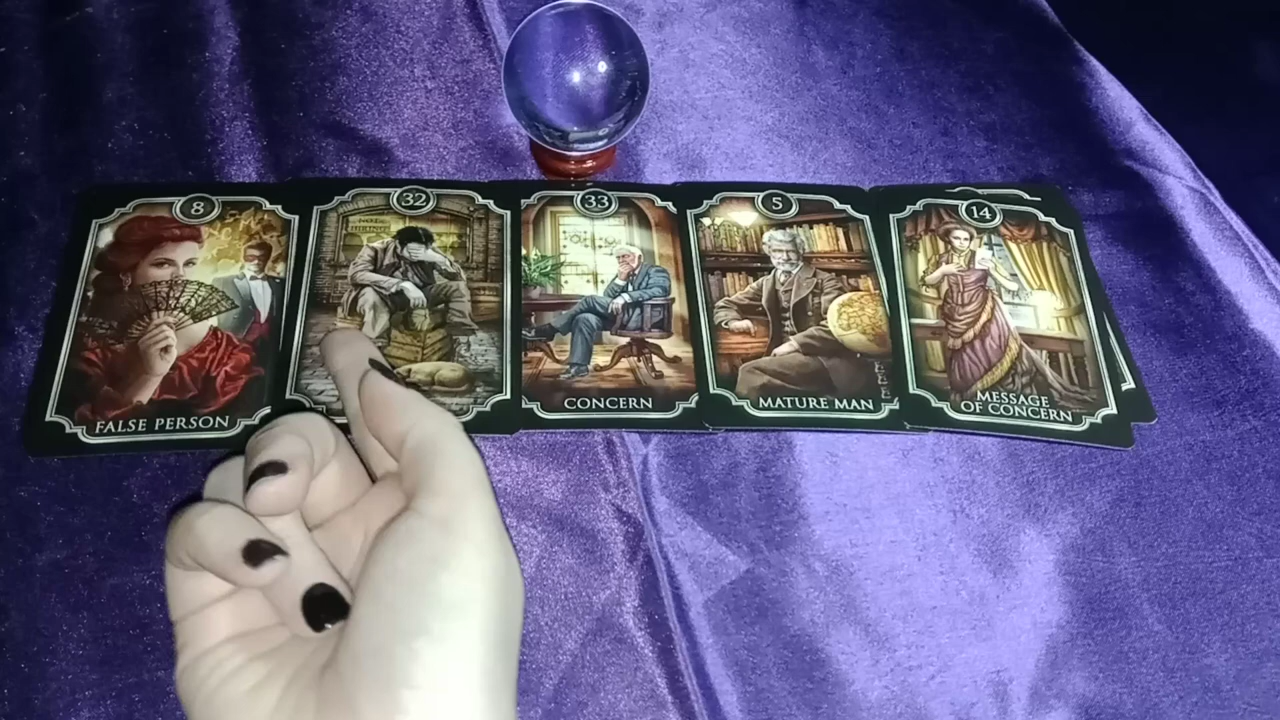 8
FALSE PERSON
32
33
CONCERN
5
MATURE MAN
14
MESSAGE
OF CONCERN